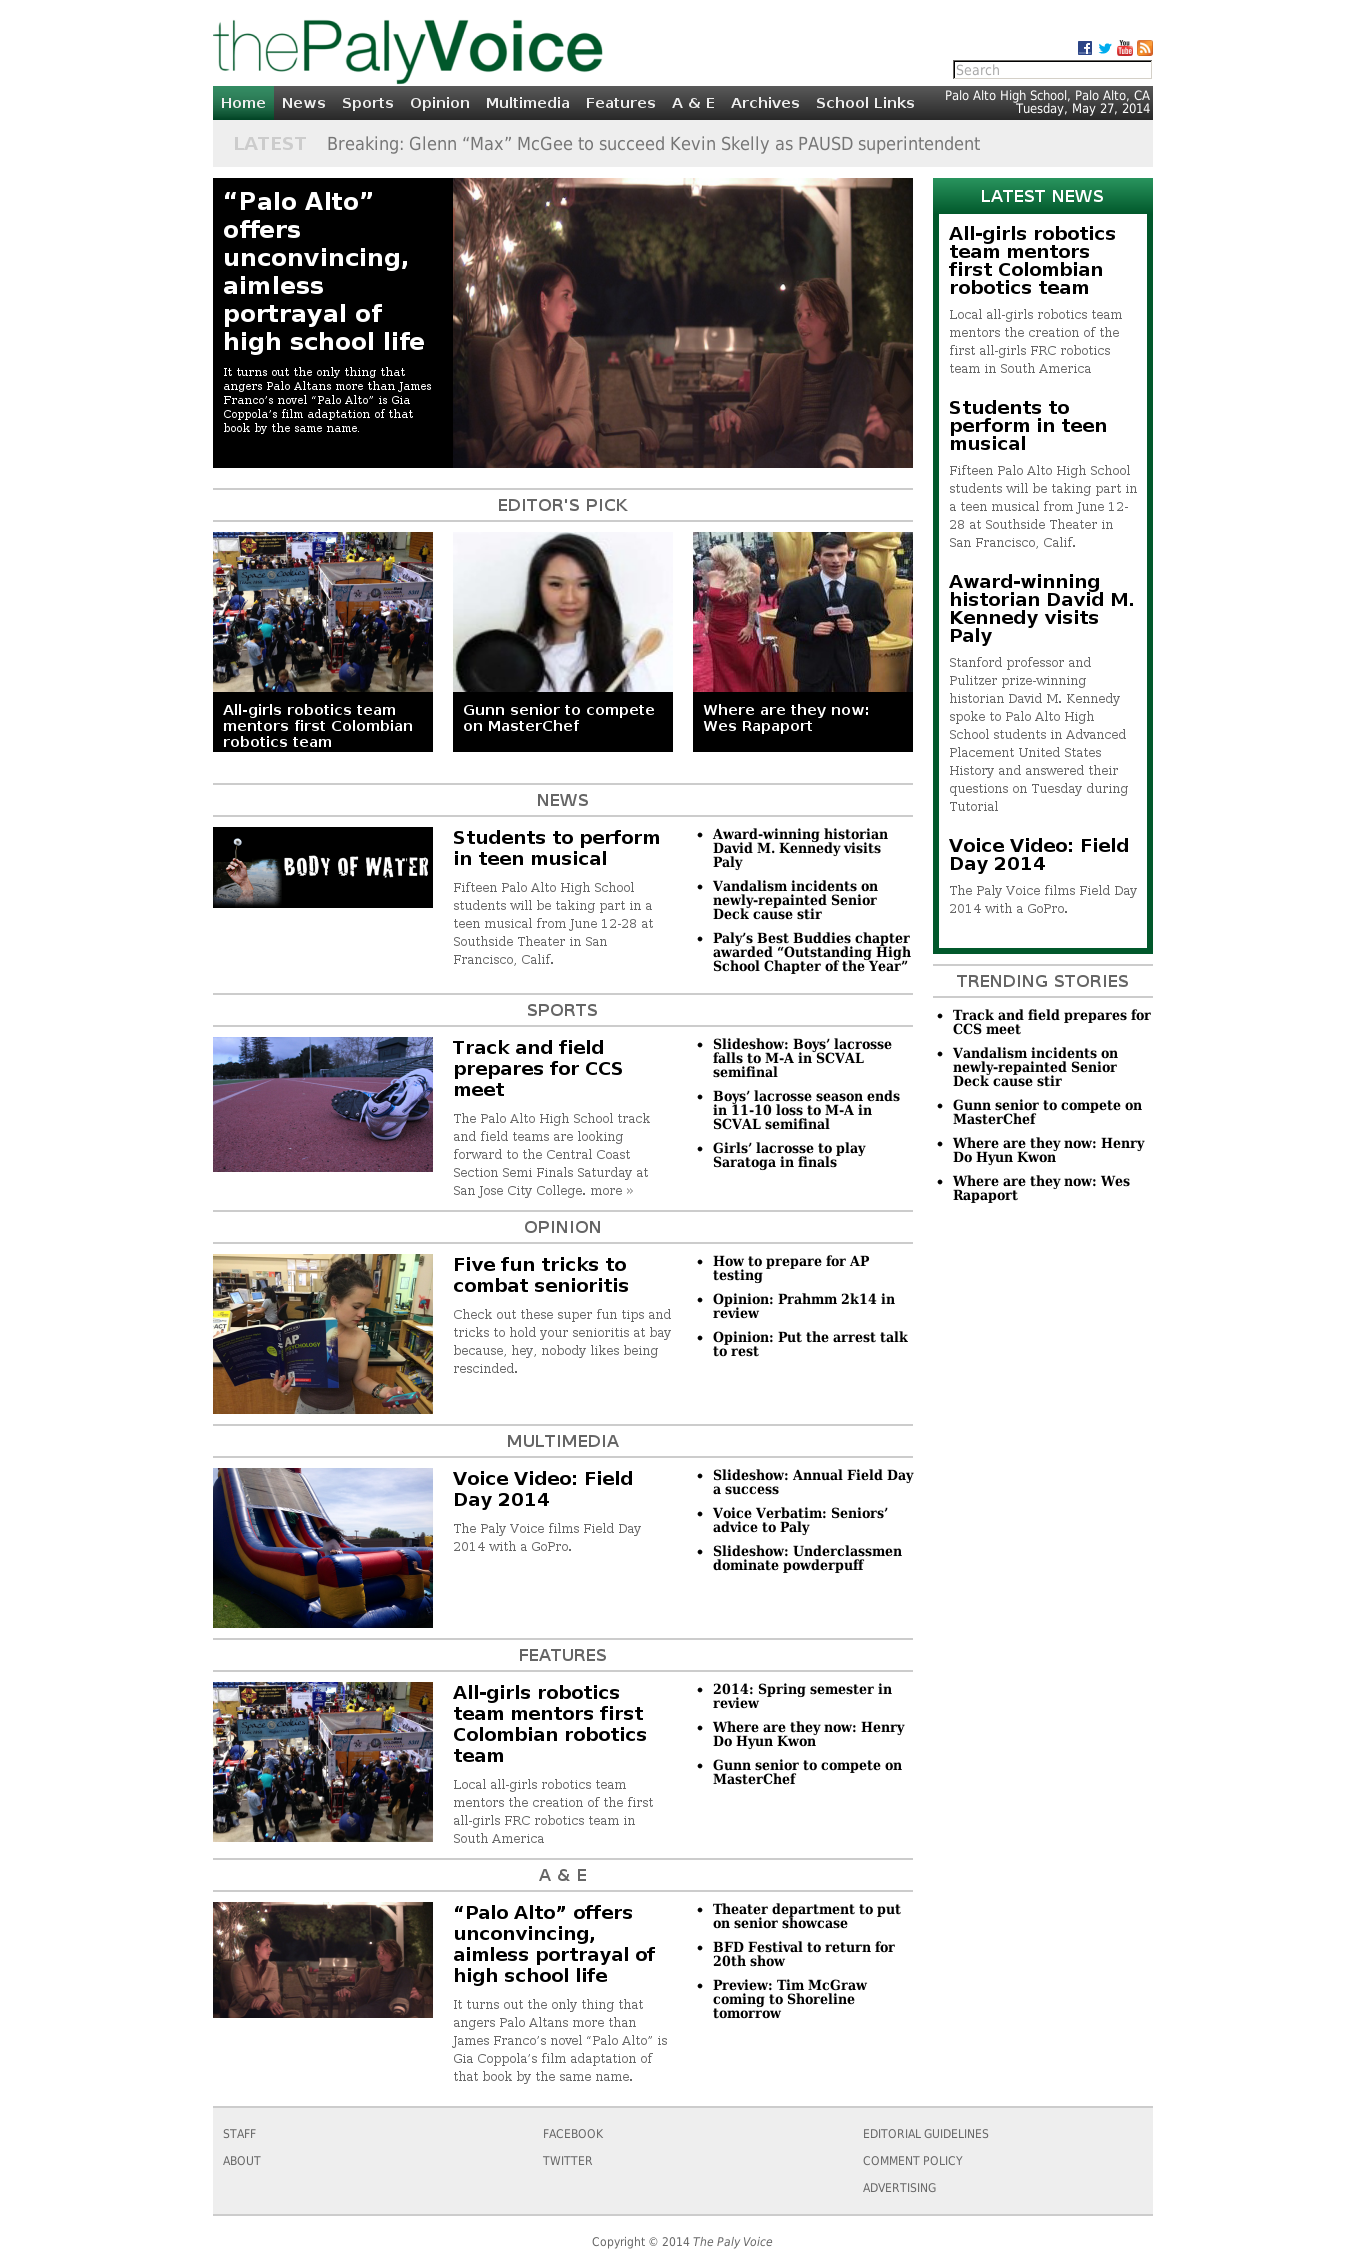 thePalyVoice
Search
Home News Sports Opinion Multimedia Features A & E Archives School Links
Palo Alto High School, Palo Alto, CA
Tuesday, May 27, 2014
LATEST Breaking: Glenn “Max” McGee to succeed Kevin Skelly as PAUSD superintendent
“Palo Alto”
offers
unconvincing,
aimless
portrayal of
high school life
It turns out the only thing that
angers Palo Altans more than James
Franco’s novel “Palo Alto” is Gia
Coppola’s film adaptation of that
book by the same name.
EDITOR'S PICK
Space Cookies
All-girls robotics team
mentors first Colombian
robotics team
Gunn senior to compete
on MasterChef
Where are they now:
Wes Rapaport
NEWS
BODY OF WATER
Students to perform
in teen musical
Fifteen Palo Alto High School
students will be taking part in a
teen musical from June 12-28 at
Southside Theater in San
Francisco, Calif.
Award-winning historian
David M. Kennedy visits
Paly
Vandalism incidents on
newly-repainted Senior
Deck cause stir
Paly’s Best Buddies chapter
awarded “Outstanding High
School Chapter of the Year”
SPORTS
Track and field
prepares for CCS
meet
The Palo Alto High School track
and field teams are looking
forward to the Central Coast
Section Semi Finals Saturday at
San Jose City College. more »
Slideshow: Boys’ lacrosse
falls to M-A in SCVAL
semifinal
Boys’ lacrosse season ends
in 11-10 loss to M-A in
SCVAL semifinal
Girls’ lacrosse to play
Saratoga in finals
OPINION
AP
PSYCHOLOGY
Five fun tricks to
combat senioritis
Check out these super fun tips and
tricks to hold your senioritis at bay
because, hey, nobody likes being
rescinded.
How to prepare for AP
testing
Opinion: Prahmm 2k14 in
review
Opinion: Put the arrest talk
to rest
MULTIMEDIA
Voice Video: Field
Day 2014
The Paly Voice films Field Day
2014 with a GoPro.
Slideshow: Annual Field Day
a success
Voice Verbatim: Seniors’
advice to Paly
Slideshow: Underclassmen
dominate powderpuff
FEATURES
Space Cookies
All-girls robotics
team mentors first
Colombian robotics
team
Local all-girls robotics team
mentors the creation of the first
all-girls FRC robotics team in
South America
2014: Spring semester in
review
Where are they now: Henry
Do Hyun Kwon
Gunn senior to compete on
MasterChef
A & E
“Palo Alto” offers
unconvincing,
aimless portrayal of
high school life
It turns out the only thing that
angers Palo Altans more than
James Franco’s novel “Palo Alto” is
Gia Coppola’s film adaptation of
that book by the same name.
Theater department to put
on senior showcase
BFD Festival to return for
20th show
Preview: Tim McGraw
coming to Shoreline
tomorrow
LATEST NEWS
All-girls robotics
team mentors
first Colombian
robotics team
Local all-girls robotics team
mentors the creation of the
first all-girls FRC robotics
team in South America
Students to
perform in teen
musical
Fifteen Palo Alto High School
students will be taking part in
a teen musical from June 12-
28 at Southside Theater in
San Francisco, Calif.
Award-winning
historian David M.
Kennedy visits
Paly
Stanford professor and
Pulitzer prize-winning
historian David M. Kennedy
spoke to Palo Alto High
School students in Advanced
Placement United States
History and answered their
questions on Tuesday during
Tutorial
Voice Video: Field
Day 2014
The Paly Voice films Field Day
2014 with a GoPro.
TRENDING STORIES
Track and field prepares for
CCS meet
Vandalism incidents on
newly-repainted Senior
Deck cause stir
Gunn senior to compete on
MasterChef
Where are they now: Henry
Do Hyun Kwon
Where are they now: Wes
Rapaport
STAFF
ABOUT
FACEBOOK
TWITTER
EDITORIAL GUIDELINES
COMMENT POLICY
ADVERTISING
Copyright © 2014 The Paly Voice